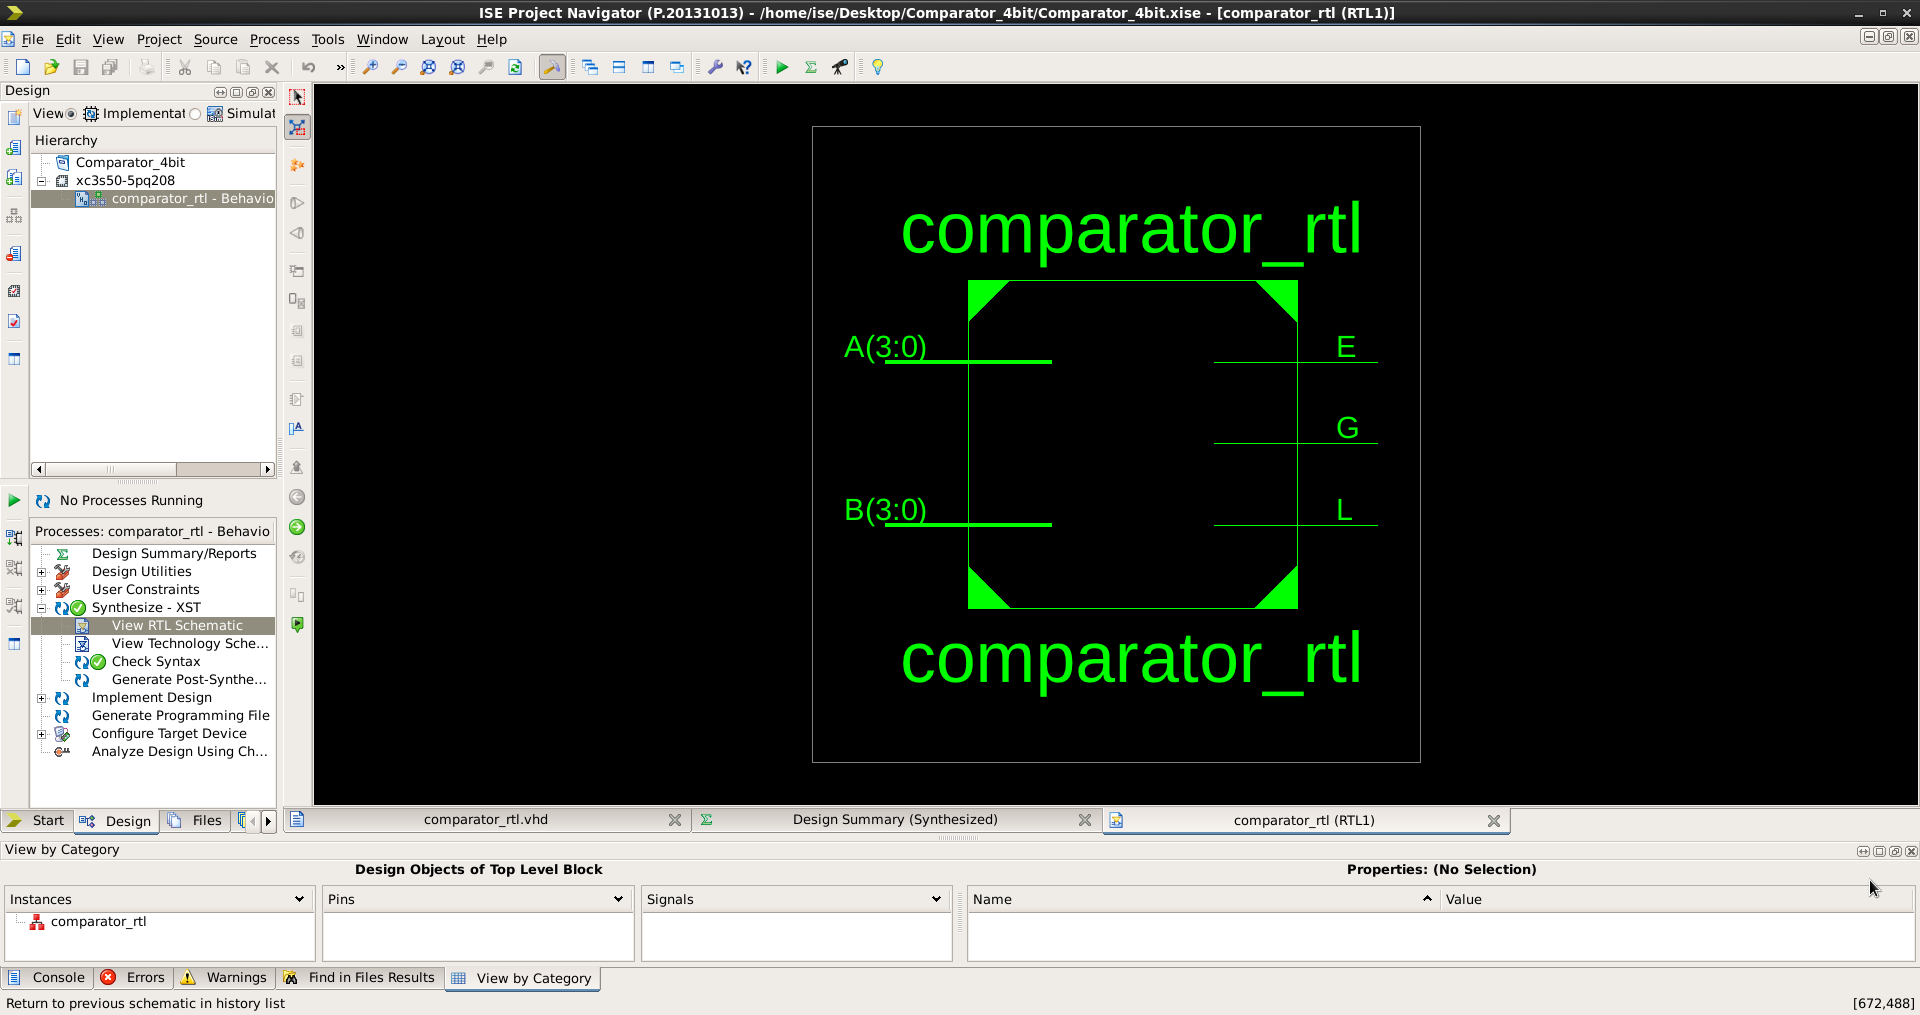 ISE Project Navigator (P.20131013) - /home/ise/Desktop/Comparator_4bit/Comparator_4bit.xise - [comparator_rtl (RTL1)]
File Edit View Project Source Process Tools Window Layout Help
Design
View Implementat Simulat
Hierarchy
Comparator_4bit
xc3s50-5pq208
comparator_rtl - Behavio
No Processes Running
Processes: comparator_rtl - Behavio
Design Summary/Reports
Design Utilities
User Constraints
Synthesize - XST
View RTL Schematic
View Technology Sche...
Check Syntax
Generate Post-Synthe...
Implement Design
Generate Programming File
Configure Target Device
Analyze Design Using Ch...
Start Design Files
comparator_rtl
A(3:0) E
G
B(3:0) L
comparator_rtl
comparator_rtl.vhd Design Summary (Synthesized) comparator_rtl (RTL1)
View by Category
Design Objects of Top Level Block Properties: (No Selection)
Instances Pins Signals Name Value
comparator_rtl
Console Errors Warnings Find in Files Results View by Category
Return to previous schematic in history list [672,488]